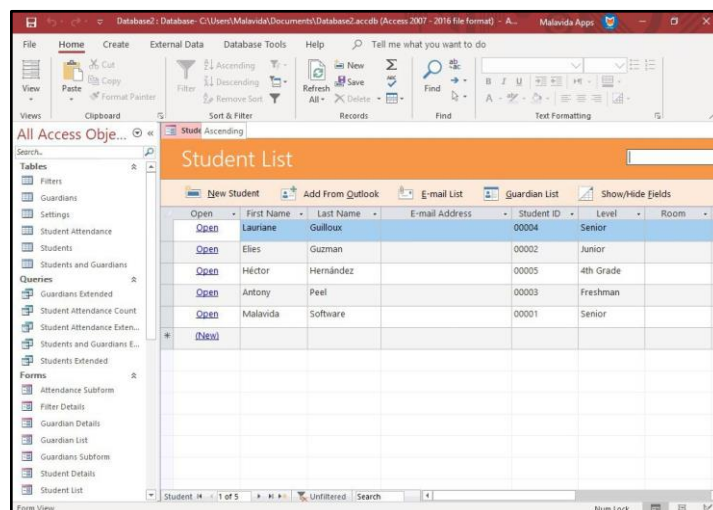 Database2 : Database- C:\Users\Malavida\Documents\Database2.accdb (Access 2007 - 2016 file format) - A... Malavida Apps
File Home Create External Data Database Tools Help Tell me what you want to do
View
Paste
Cut
Copy
Format Painter
Filter
Ascending
Descending
Remove Sort
Refresh All
New
Save
Delete
Find
B I U
Views Clipboard Sort & Filter Records Find Text Formatting
All Access Obje...
Search..
Tables
Filters
Guardians
Settings
Student Attendance
Students
Students and Guardians
Queries
Guardians Extended
Student Attendance Count
Student Attendance Exten...
Students and Guardians E...
Students Extended
Forms
Attendance Subform
Filter Details
Guardian Details
Guardian List
Guardians Subform
Student Details
Student List
Stude Ascending
Student List
New Student Add From Outlook E-mail List Guardian List Show/Hide Fields
Open First Name Last Name E-mail Address Student ID Level Room
Open Lauriane Guilloux 00004 Senior
Open Elies Guzman 00002 Junior
Open Héctor Hernández 00005 4th Grade
Open Antony Peel 00003 Freshman
Open Malavida Software 00001 Senior
(New)
Student 1 of 5 Unfiltered Search
Form View Num Lock